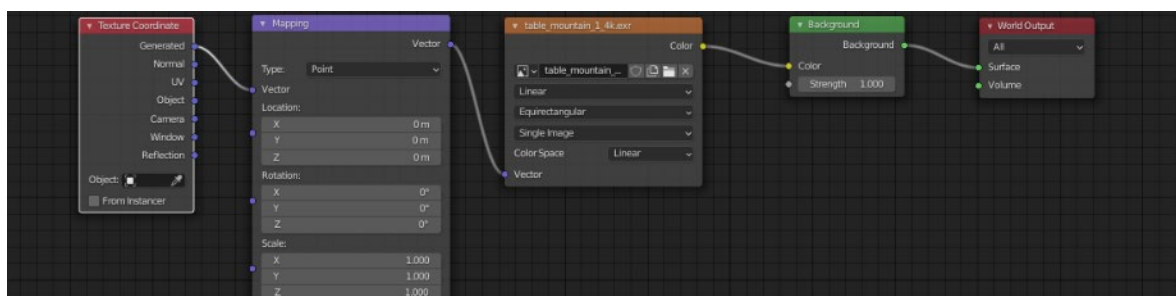 Texture Coordinate
Generated
Normal
UV
Object
Camera
Window
Reflection
Object:
From Instancer
Mapping
Vector
Type: Point
Vector
Location:
X 0 m
Y 0 m
Z 0 m
Rotation:
X 0°
Y 0°
Z 0°
Scale:
X 1.000
Y 1.000
Z 1.000
table_mountain_1_4k.exr
Color
table_mountain_...
Linear
Equirectangular
Single Image
Color Space Linear
Vector
Background
Background
Color
Strength 1.000
World Output
All
Surface
Volume